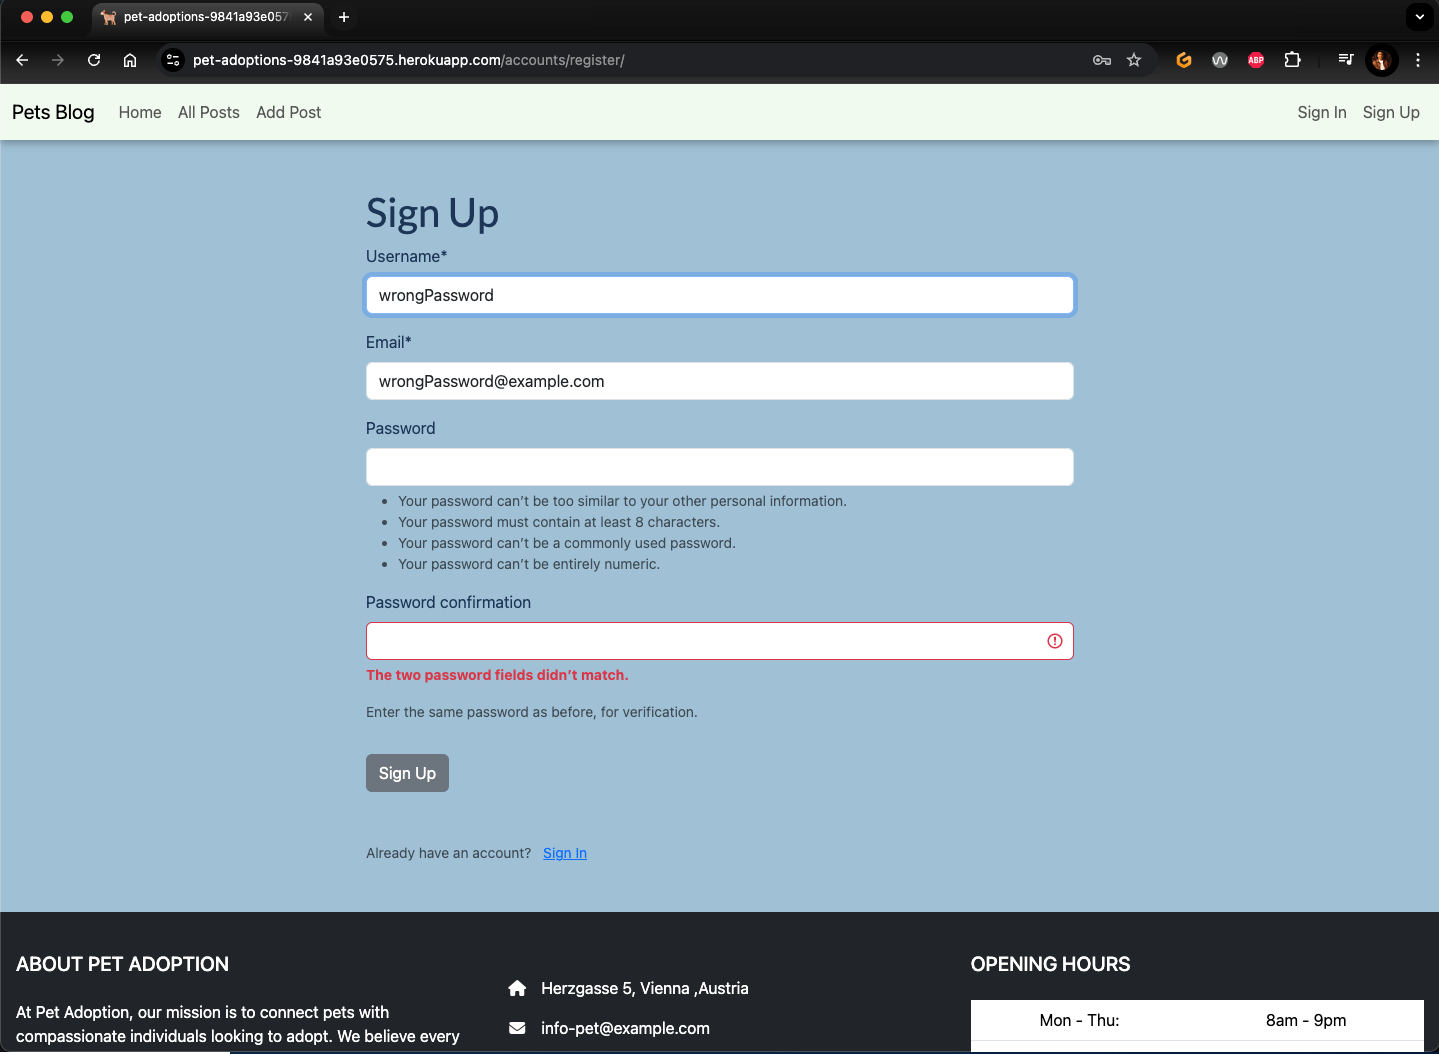 pet-adoptions-9841a93e057
pet-adoptions-9841a93e0575.herokuapp.com/accounts/register/
ABP
Pets Blog Home All Posts Add Post Sign In Sign Up
Sign Up
Username*
wrongPassword
Email*
wrongPassword@example.com
Password
Your password can’t be too similar to your other personal information.
Your password must contain at least 8 characters.
Your password can’t be a commonly used password.
Your password can’t be entirely numeric.
Password confirmation
The two password fields didn’t match.
Enter the same password as before, for verification.
Sign Up
Already have an account? Sign In
ABOUT PET ADOPTION
At Pet Adoption, our mission is to connect pets with
compassionate individuals looking to adopt. We believe every
Herzgasse 5, Vienna ,Austria
info-pet@example.com
OPENING HOURS
Mon - Thu: 8am - 9pm